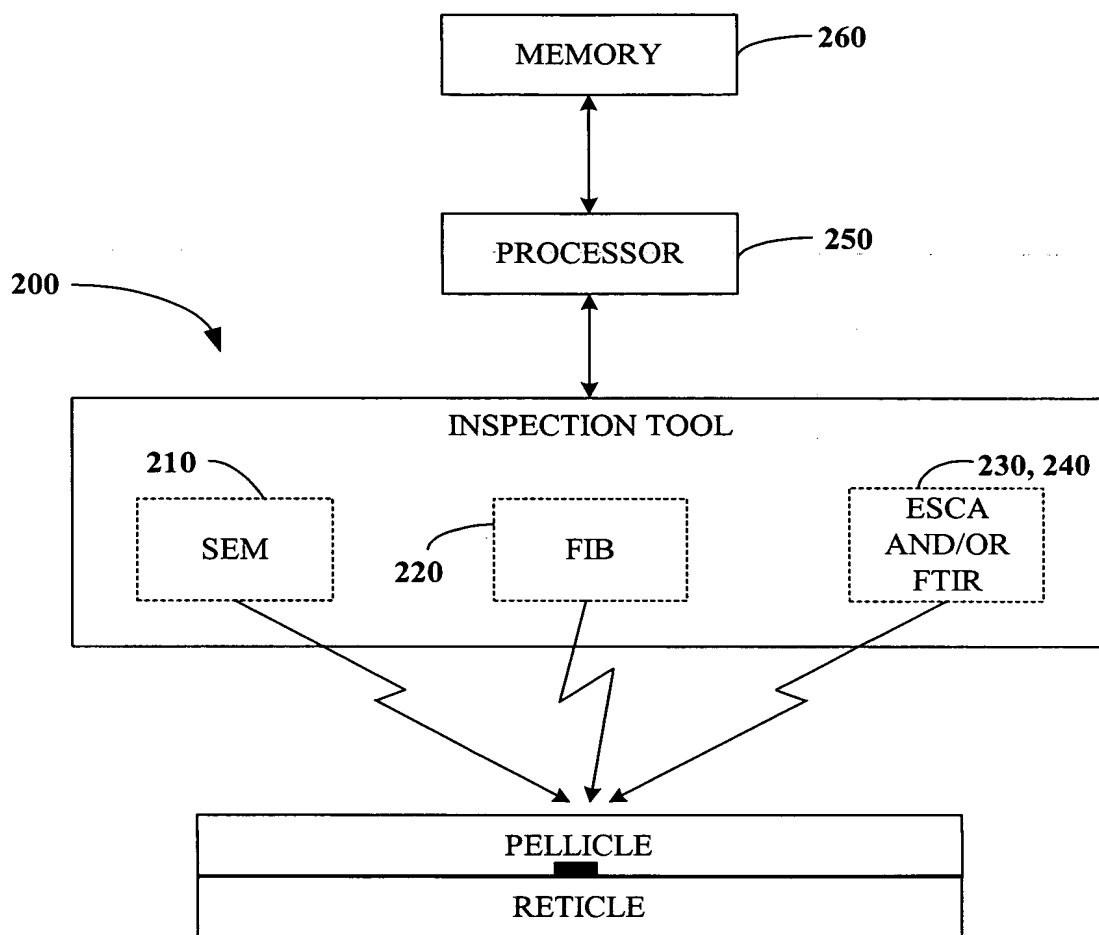 MEMORY
260
PROCESSOR
250
200
INSPECTION TOOL
210
SEM
220
FIB
230, 240
ESCA
AND/OR
FTIR
PELLICLE
RETICLE